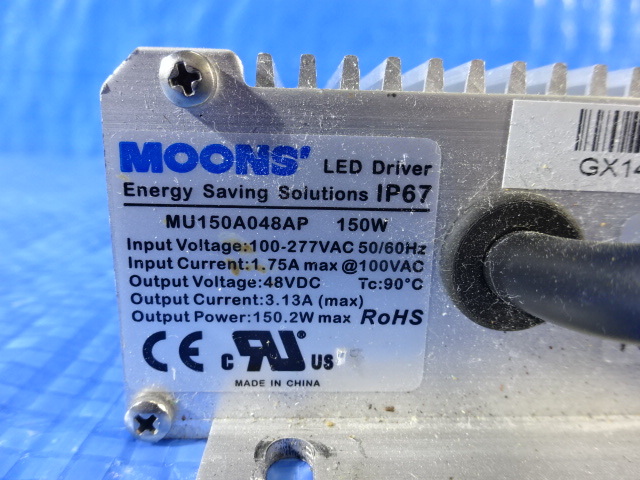 MOONS' LED Driver
Energy Saving Solutions IP67
MU150A048AP 150W
Input Voltage:100-277VAC 50/60Hz
Input Current:1.75A max @100VAC
Output Voltage:48VDC Tc:90°C
Output Current:3.13A (max)
Output Power:150.2W max RoHS
CE c RU US
MADE IN CHINA
GX14